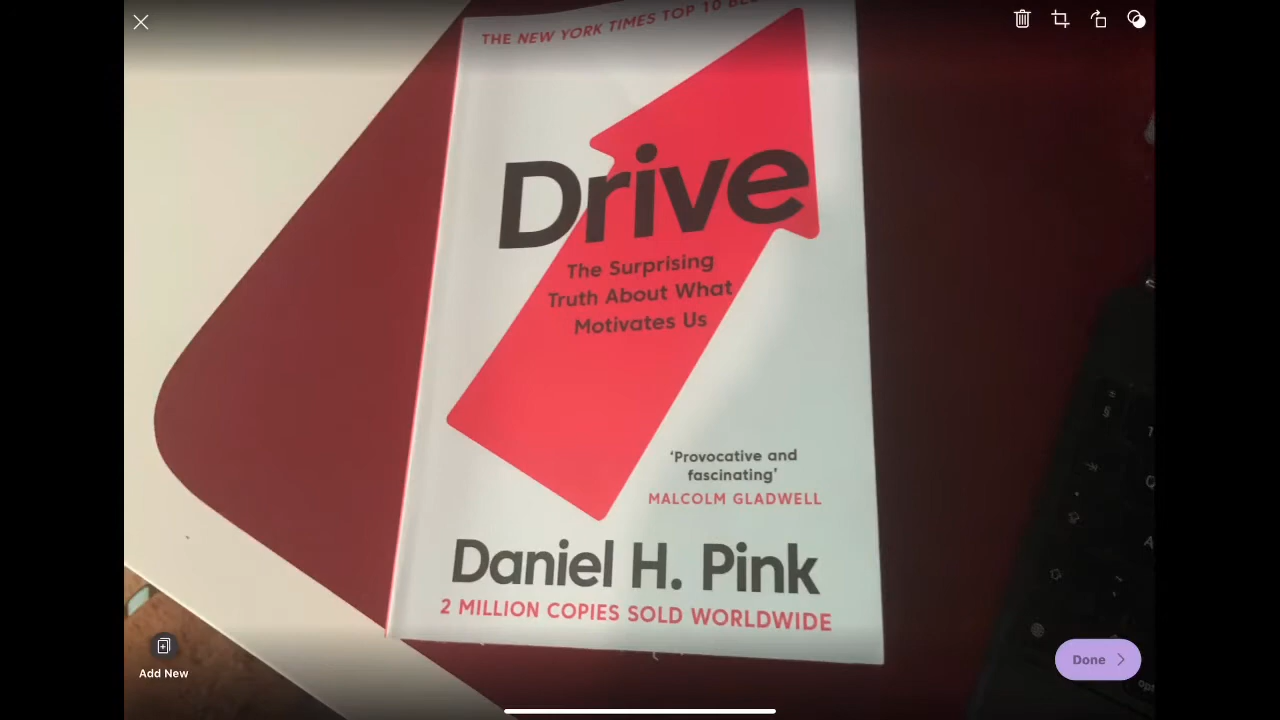 THE NEW YORK TIMES TOP 10
Drive
The Surprising
Truth About What
Motivates Us
‘Provocative and
fascinating’
MALCOLM GLADWELL
Daniel H. Pink
2 MILLION COPIES SOLD WORLDWIDE
Add New
Done